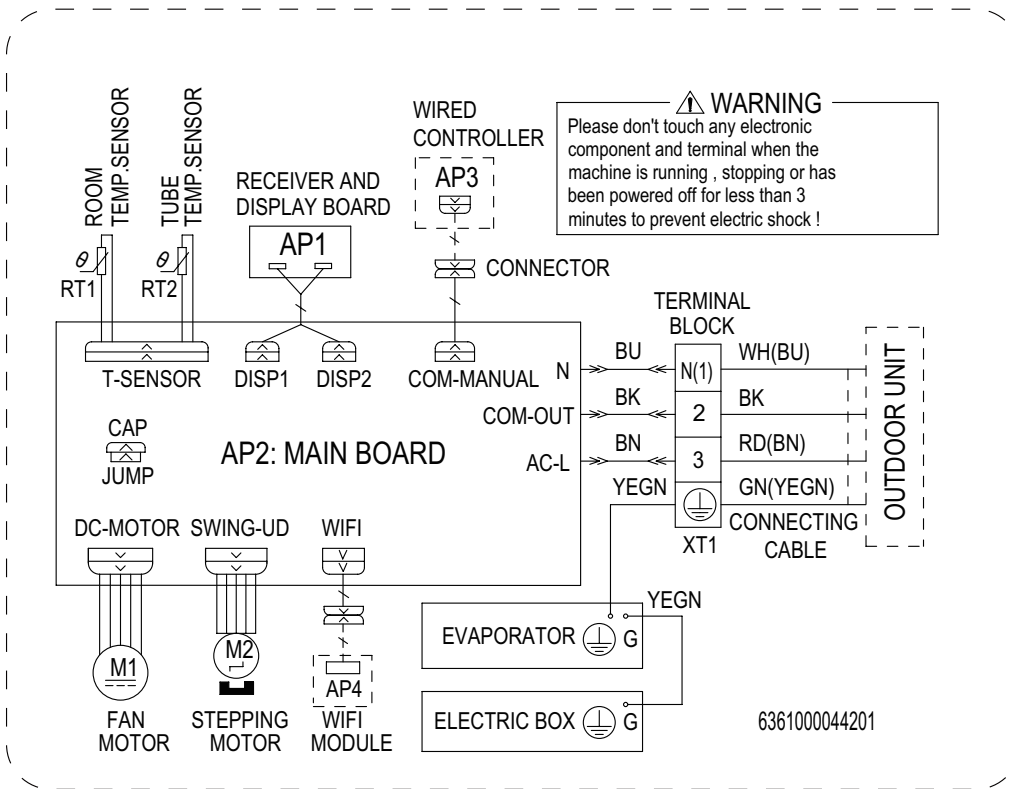 WARNING
Please don't touch any electronic
component and terminal when the
machine is running , stopping or has
been powered off for less than 3
minutes to prevent electric shock !
ROOM
TEMP.SENSOR
TUBE
TEMP.SENSOR
θ
RT1
θ
RT2
RECEIVER AND
DISPLAY BOARD
AP1
WIRED
CONTROLLER
AP3
CONNECTOR
TERMINAL
BLOCK
T-SENSOR
DISP1
DISP2
COM-MANUAL
N
BU
N(1)
WH(BU)
COM-OUT
BK
2
BK
AC-L
BN
3
RD(BN)
YEGN
GN(YEGN)
XT1
CONNECTING
CABLE
OUTDOOR UNIT
CAP
JUMP
AP2: MAIN BOARD
DC-MOTOR
SWING-UD
WIFI
M1
FAN
MOTOR
M2
STEPPING
MOTOR
AP4
WIFI
MODULE
YEGN
EVAPORATOR
G
ELECTRIC BOX
G
6361000044201